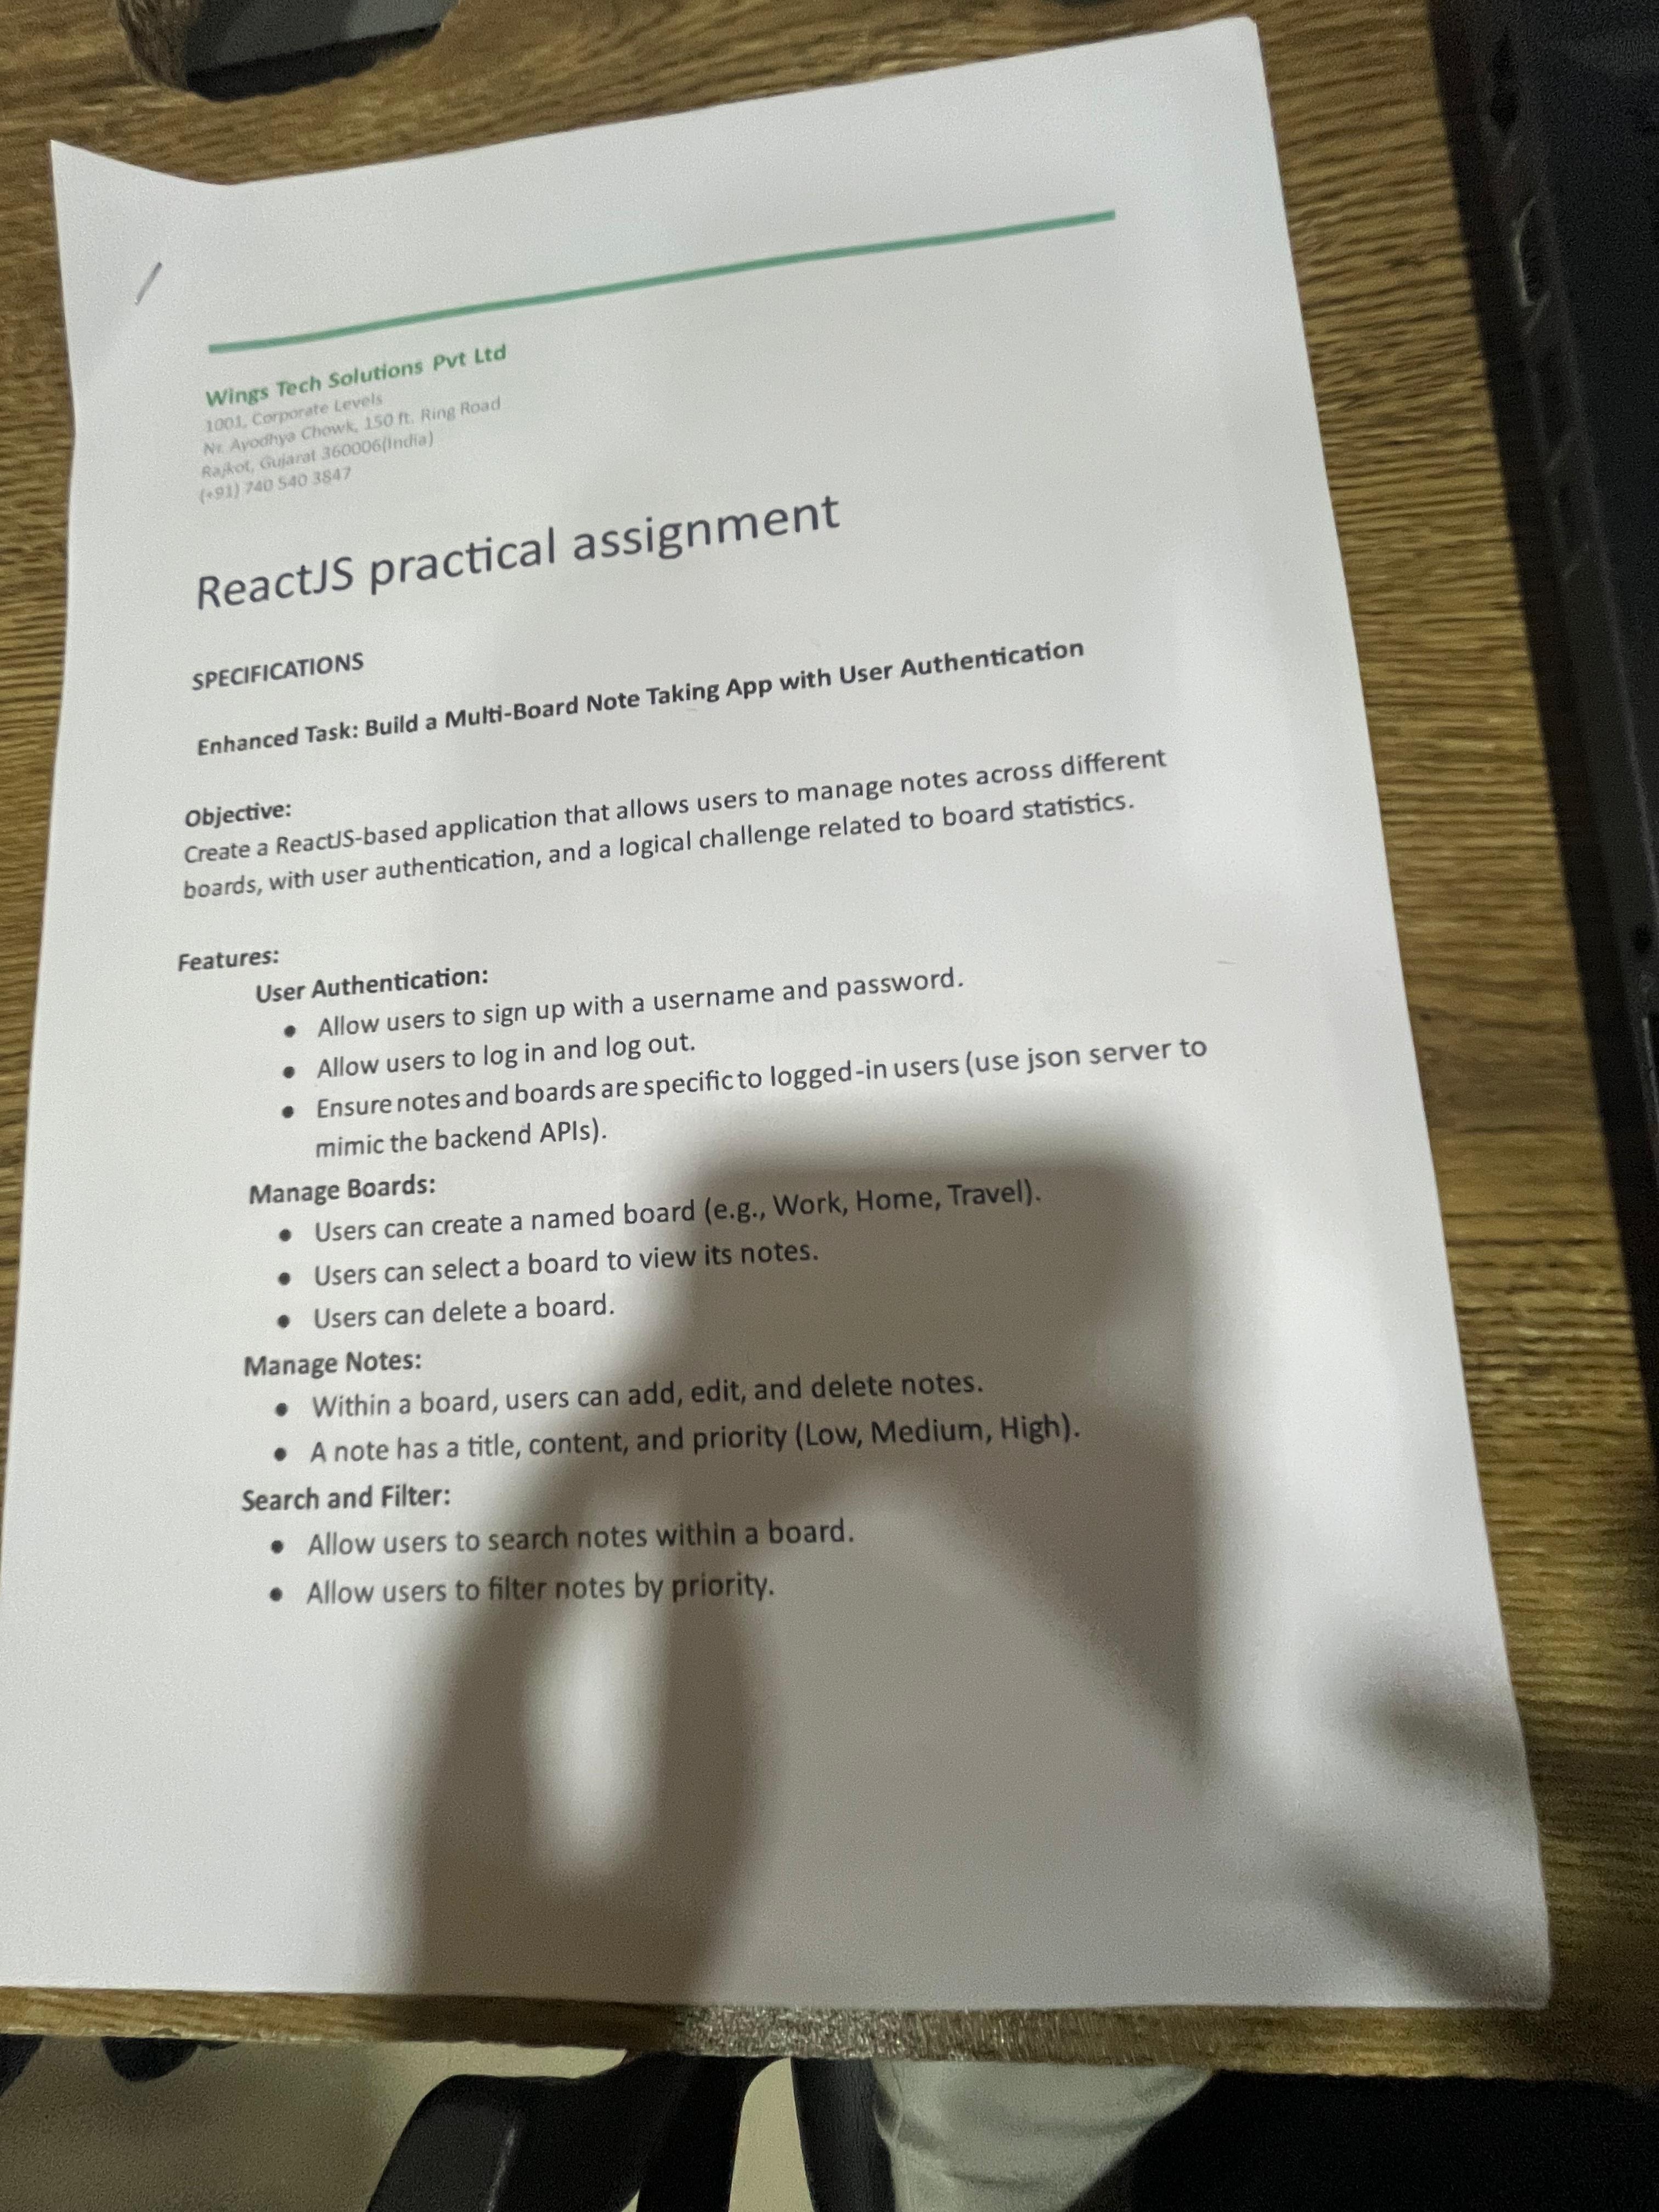 Wings Tech Solutions Pvt Ltd
1001, Corporate Levels
Nr. Ayodhya Chowk, 150 ft. Ring Road
Rajkot, Gujarat 360006(India)
(+91) 740 540 3847
ReactJS practical assignment
SPECIFICATIONS
Enhanced Task: Build a Multi-Board Note Taking App with User Authentication
Objective:
Create a ReactJS-based application that allows users to manage notes across different
boards, with user authentication, and a logical challenge related to board statistics.
Features:
User Authentication:
● Allow users to sign up with a username and password.
● Allow users to log in and log out.
● Ensure notes and boards are specific to logged-in users (use json server to
mimic the backend APIs).
Manage Boards:
● Users can create a named board (e.g., Work, Home, Travel).
● Users can select a board to view its notes.
● Users can delete a board.
Manage Notes:
● Within a board, users can add, edit, and delete notes.
● A note has a title, content, and priority (Low, Medium, High).
Search and Filter:
● Allow users to search notes within a board.
● Allow users to filter notes by priority.